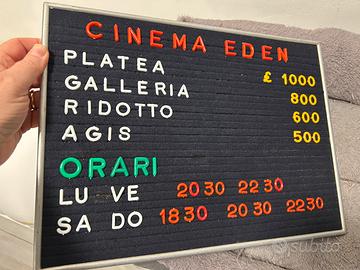 CINEMA EDEN
PLATEA £ 1000
GALLERIA 800
RIDOTTO 600
AGIS 500
ORARI
LU VE 20 30 22 30
SA DO 18 30 20 30 22 30
subito